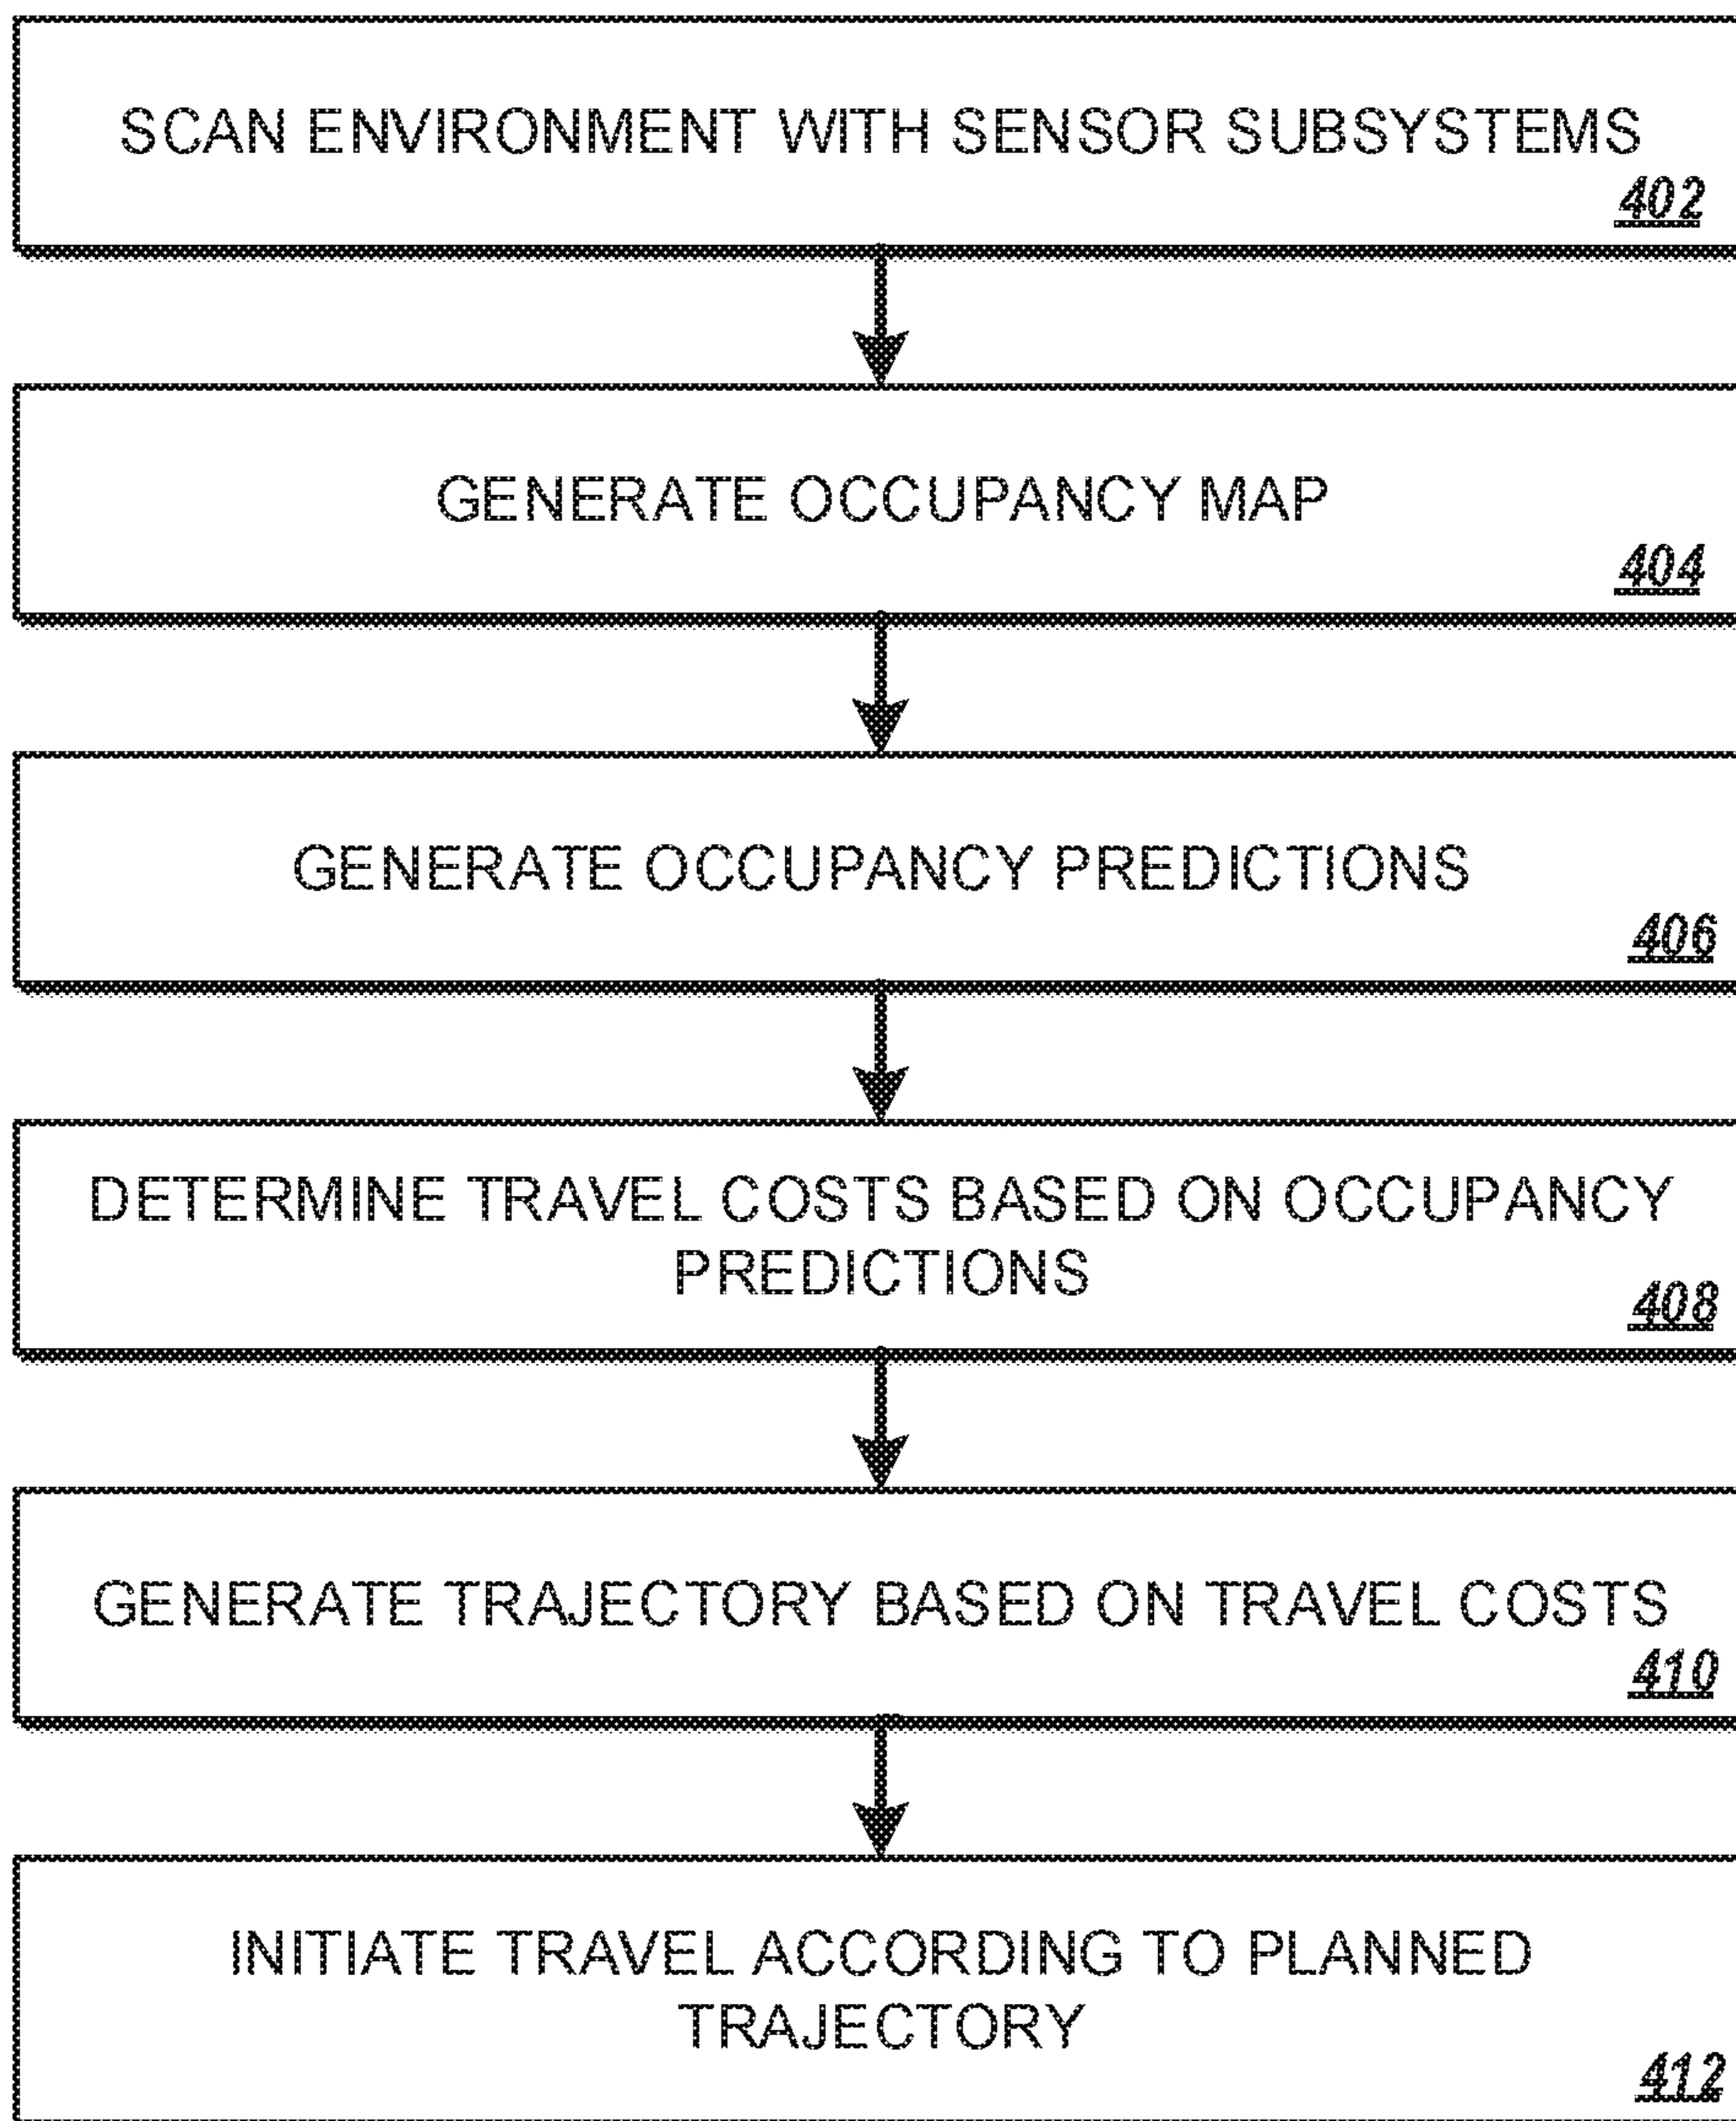 SCAN ENVIRONMENT WITH SENSOR SUBSYSTEMS
402
GENERATE OCCUPANCY MAP
404
GENERATE OCCUPANCY PREDICTIONS
406
DETERMINE TRAVEL COSTS BASED ON OCCUPANCY
PREDICTIONS
408
GENERATE TRAJECTORY BASED ON TRAVEL COSTS
410
INITIATE TRAVEL ACCORDING TO PLANNED
TRAJECTORY
412